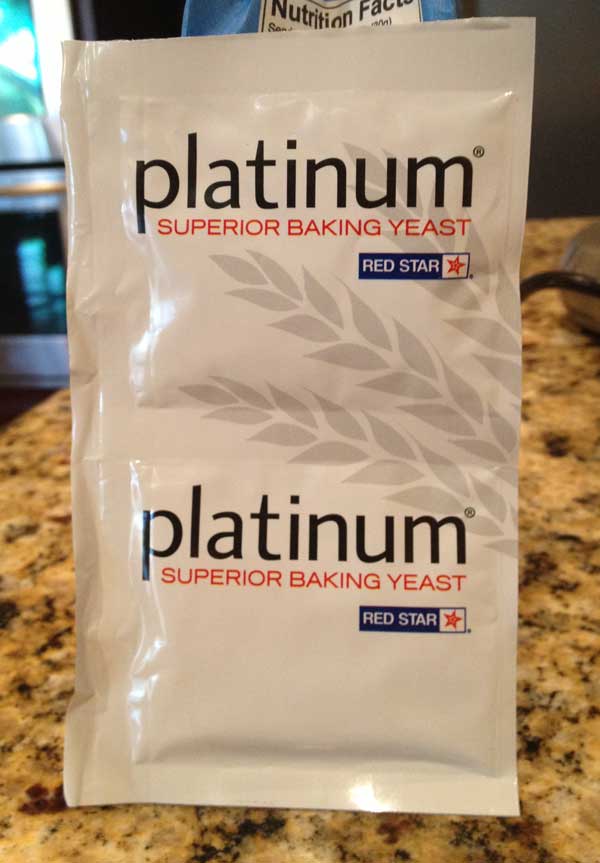 Nutrition Facts
platinum®
SUPERIOR BAKING YEAST
RED STAR
platinum®
SUPERIOR BAKING YEAST
RED STAR